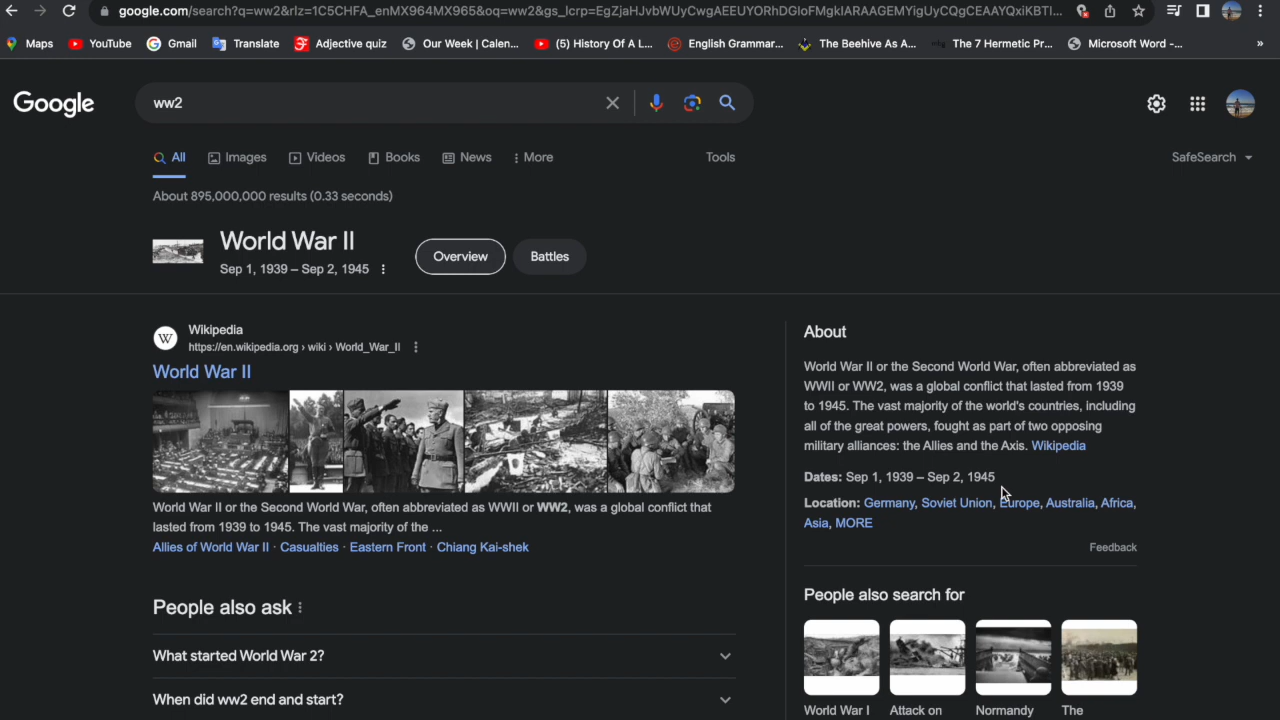 google.com/search?q=ww2&rlz=1C5CHFA_enMX964MX965&oq=ww2&gs_lcrp=EgZjaHJvbWUyCwgAEEUYORhDGIoFMgkIARAAGEMYigUyCQgCEAAYQxiKBTI...
Maps YouTube Gmail Translate Adjective quiz Our Week | Calen... (5) History Of A L... English Grammar... The Beehive As A... The 7 Hermetic Pr... Microsoft Word -... »
Google
ww2
All Images Videos Books News More Tools SafeSearch
About 895,000,000 results (0.33 seconds)
World War II
Sep 1, 1939 – Sep 2, 1945
Overview Battles
W Wikipedia
https://en.wikipedia.org › wiki › World_War_II
World War II
World War II or the Second World War, often abbreviated as WWII or WW2, was a global conflict that
lasted from 1939 to 1945. The vast majority of the ...
Allies of World War II · Casualties · Eastern Front · Chiang Kai-shek
People also ask
What started World War 2?
When did ww2 end and start?
About
World War II or the Second World War, often abbreviated as
WWII or WW2, was a global conflict that lasted from 1939
to 1945. The vast majority of the world's countries, including
all of the great powers, fought as part of two opposing
military alliances: the Allies and the Axis. Wikipedia
Dates: Sep 1, 1939 – Sep 2, 1945
Location: Germany, Soviet Union, Europe, Australia, Africa,
Asia, MORE
Feedback
People also search for
World War I Attack on Normandy The